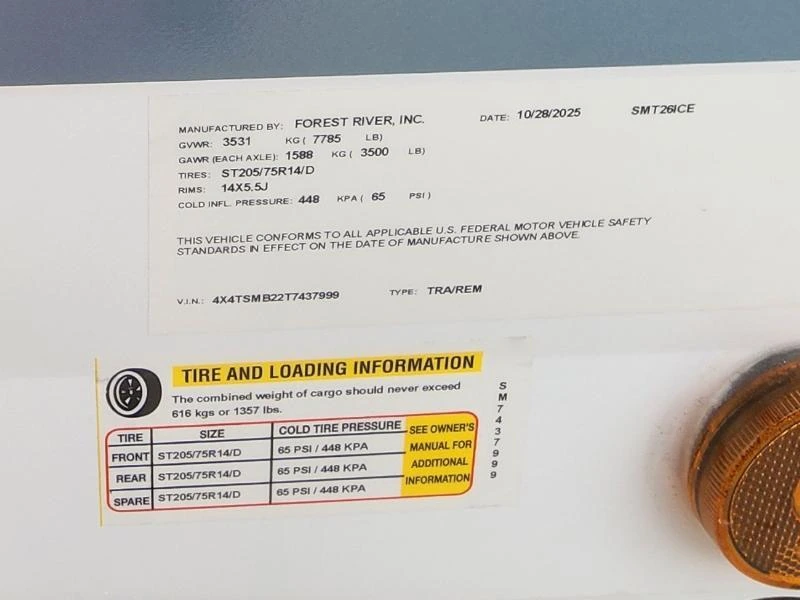 MANUFACTURED BY: FOREST RIVER, INC. DATE: 10/28/2025 SMT26ICE
GVWR: 3531 KG ( 7785 LB)
GAWR (EACH AXLE): 1588 KG ( 3500 LB)
TIRES: ST205/75R14/D
RIMS: 14X5.5J
COLD INFL. PRESSURE: 448 KPA ( 65 PSI )
THIS VEHICLE CONFORMS TO ALL APPLICABLE U.S. FEDERAL MOTOR VEHICLE SAFETY
STANDARDS IN EFFECT ON THE DATE OF MANUFACTURE SHOWN ABOVE.
V.I.N.: 4X4TSMB22T7437999 TYPE: TRA/REM
TIRE AND LOADING INFORMATION
The combined weight of cargo should never exceed
616 kgs or 1357 lbs.
TIRE SIZE COLD TIRE PRESSURE
FRONT ST205/75R14/D 65 PSI / 448 KPA
REAR ST205/75R14/D 65 PSI / 448 KPA
SPARE ST205/75R14/D 65 PSI / 448 KPA
SEE OWNER'S
MANUAL FOR
ADDITIONAL
INFORMATION
SM7437999